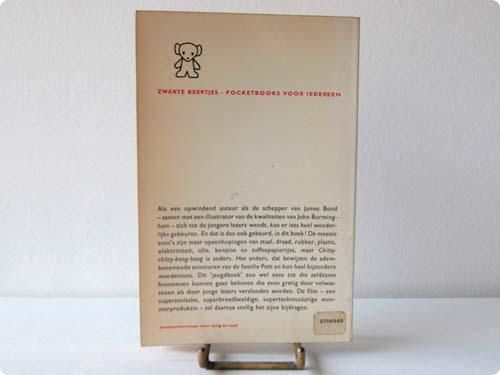 ZWARTE BEERTJES - POCKETBOOKS VOOR IEDEREEN
Als een opwindend auteur als de schepper van James Bond
– samen met een illustrator van de kwaliteiten van John Burming-
ham – zich tot de jongere lezers wendt, kan er iets heel wonder-
lijks gebeuren. En dat is dan ook gebeurd, in dit boek! De meeste
auto's zijn maar opeenhopingen van staal, draad, rubber, plastic,
elektriciteit, olie, benzine en toffeepapiertjes, maar Chitty-
chitty-bang-bang is anders. Hoe anders, dat bewijzen de adem-
benemende avonturen van de familie Pott en hun heel bijzondere
wonderauto. Dit 'jeugdboek' zou wel eens tot die zeldzame
fenomenen kunnen gaan behoren die even gretig door volwas-
senen als door jonge lezers verslonden worden. De film – een
supersonische, superbreedbeeldige, supertechnicolorige mon-
sterproduktie – zal daartoe stellig het zijne bijdragen.
avonturenroman voor jong en oud
2756940